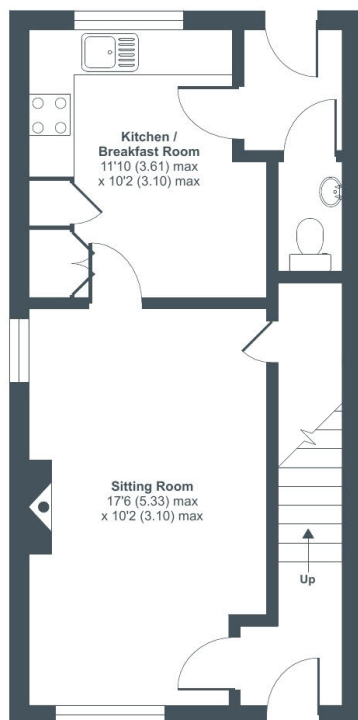 Kitchen /
Breakfast Room
11'10 (3.61) max
x 10'2 (3.10) max
Sitting Room
17'6 (5.33) max
x 10'2 (3.10) max
Up